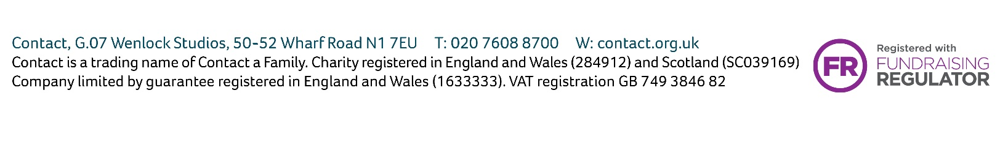 Contact, G.07 Wenlock Studios, 50-52 Wharf Road N1 7EU T: 020 7608 8700 W: contact.org.uk
Contact is a trading name of Contact a Family. Charity registered in England and Wales (284912) and Scotland (SC039169)
Company limited by guarantee registered in England and Wales (1633333). VAT registration GB 749 3846 82
FR
Registered with
FUNDRAISING
REGULATOR